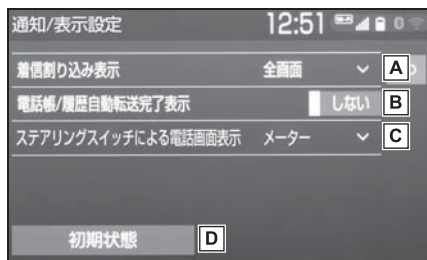 通知/表示設定 12:51
着信割り込み表示 全画面 A
電話帳/履歴自動転送完了表示 しない B
ステアリングスイッチによる電話画面表示 メーター C
初期状態 D